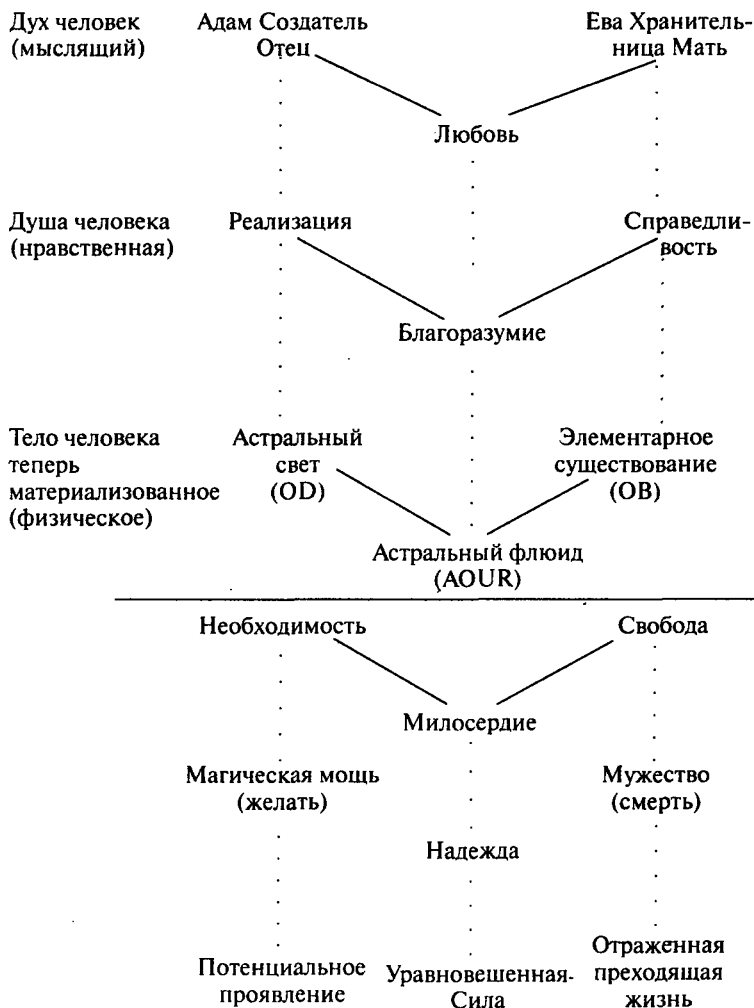 Дух человек
(мыслящий)
Адам Создатель
Отец
Ева Хранитель-
ница Мать
Любовь
Душа человека
(нравственная)
Реализация
Справедли-
вость
Благоразумие
Тело человека
теперь
материализованное
(физическое)
Астральный
свет
(OD)
Элементарное
существование
(OB)
Астральный флюид
(AOUR)
Необходимость
Свобода
Милосердие
Магическая мощь
(желать)
Мужество
(смерть)
Надежда
Потенциальное
проявление
Уравновешенная-
Сила
Отраженная
преходящая
жизнь